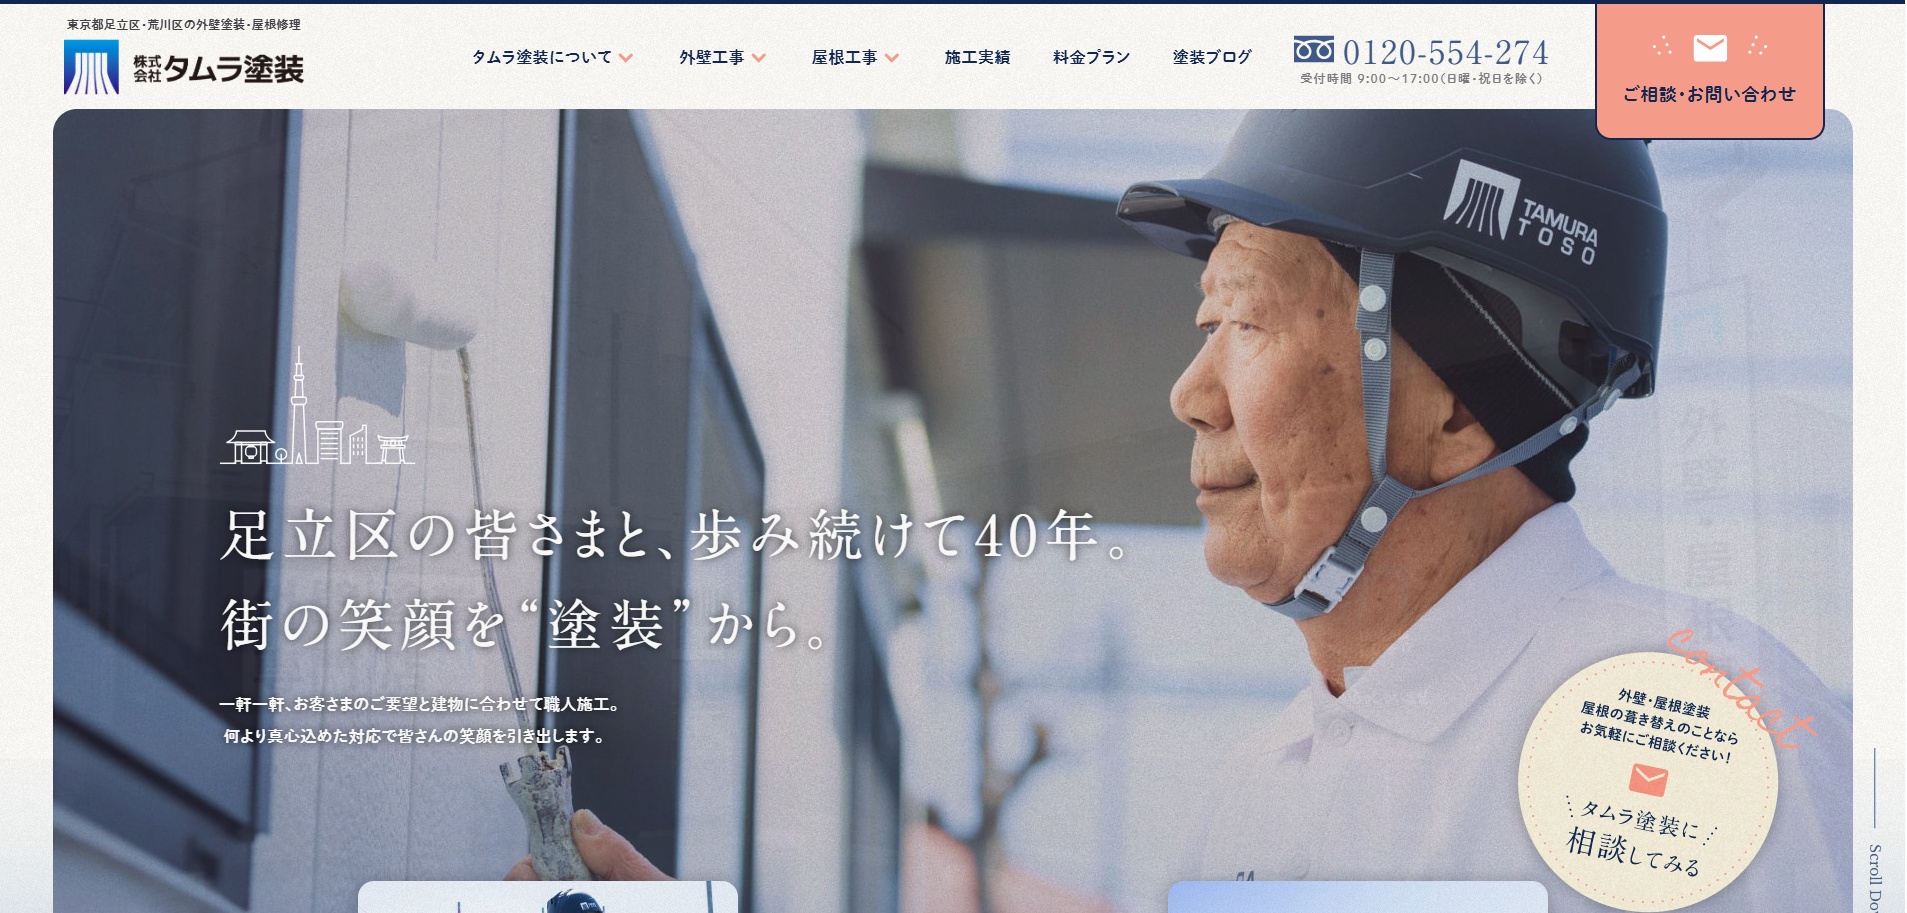 東京都足立区・荒川区の外壁塗装・屋根修理
株式会社タムラ塗装
タムラ塗装について
外壁工事
屋根工事
施工実績
料金プラン
塗装ブログ
0120-554-274
受付時間 9:00〜17:00（日曜・祝日を除く）
ご相談・お問い合わせ
TAMURA
TOSO
足立区の皆さまと、歩み続けて40年。
街の笑顔を“塗装”から。
一軒一軒、お客さまのご要望と建物に合わせて職人施工。
何より真心込めた対応で皆さんの笑顔を引き出します。
contact
外壁・屋根塗装
屋根の葺き替えのことなら
お気軽にご相談ください！
タムラ塗装に
相談してみる
Scroll Do